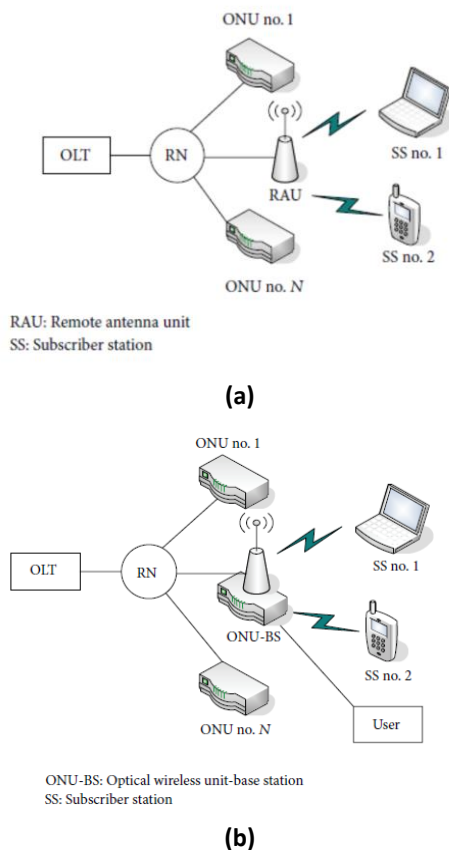 ONU no. 1
OLT
RN
RAU
SS no. 1
SS no. 2
ONU no. N
RAU: Remote antenna unit
SS: Subscriber station
(a)
ONU no. 1
OLT
RN
SS no. 1
ONU-BS
SS no. 2
ONU no. N
User
ONU-BS: Optical wireless unit-base station
SS: Subscriber station
(b)